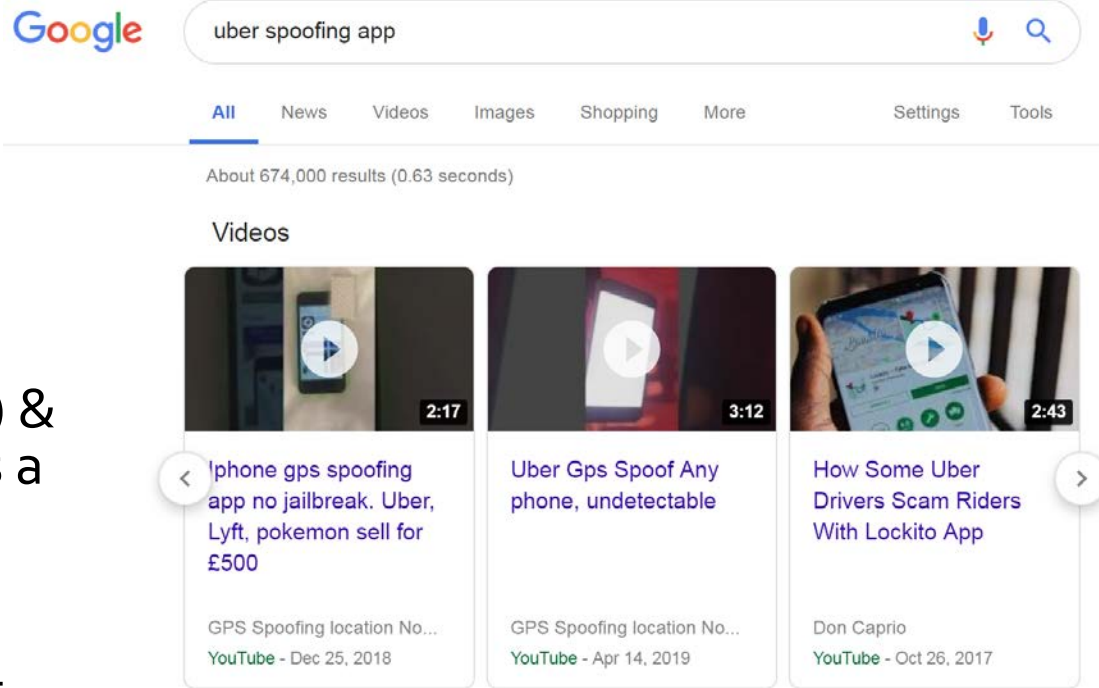 Google
uber spoofing app
All News Videos Images Shopping More Settings Tools
About 674,000 results (0.63 seconds)
Videos
) &
s a
2:17
3:12
2:43
Iphone gps spoofing
app no jailbreak. Uber,
Lyft, pokemon sell for
£500
GPS Spoofing location No...
YouTube - Dec 25, 2018
Uber Gps Spoof Any
phone, undetectable
GPS Spoofing location No...
YouTube - Apr 14, 2019
How Some Uber
Drivers Scam Riders
With Lockito App
Don Caprio
YouTube - Oct 26, 2017